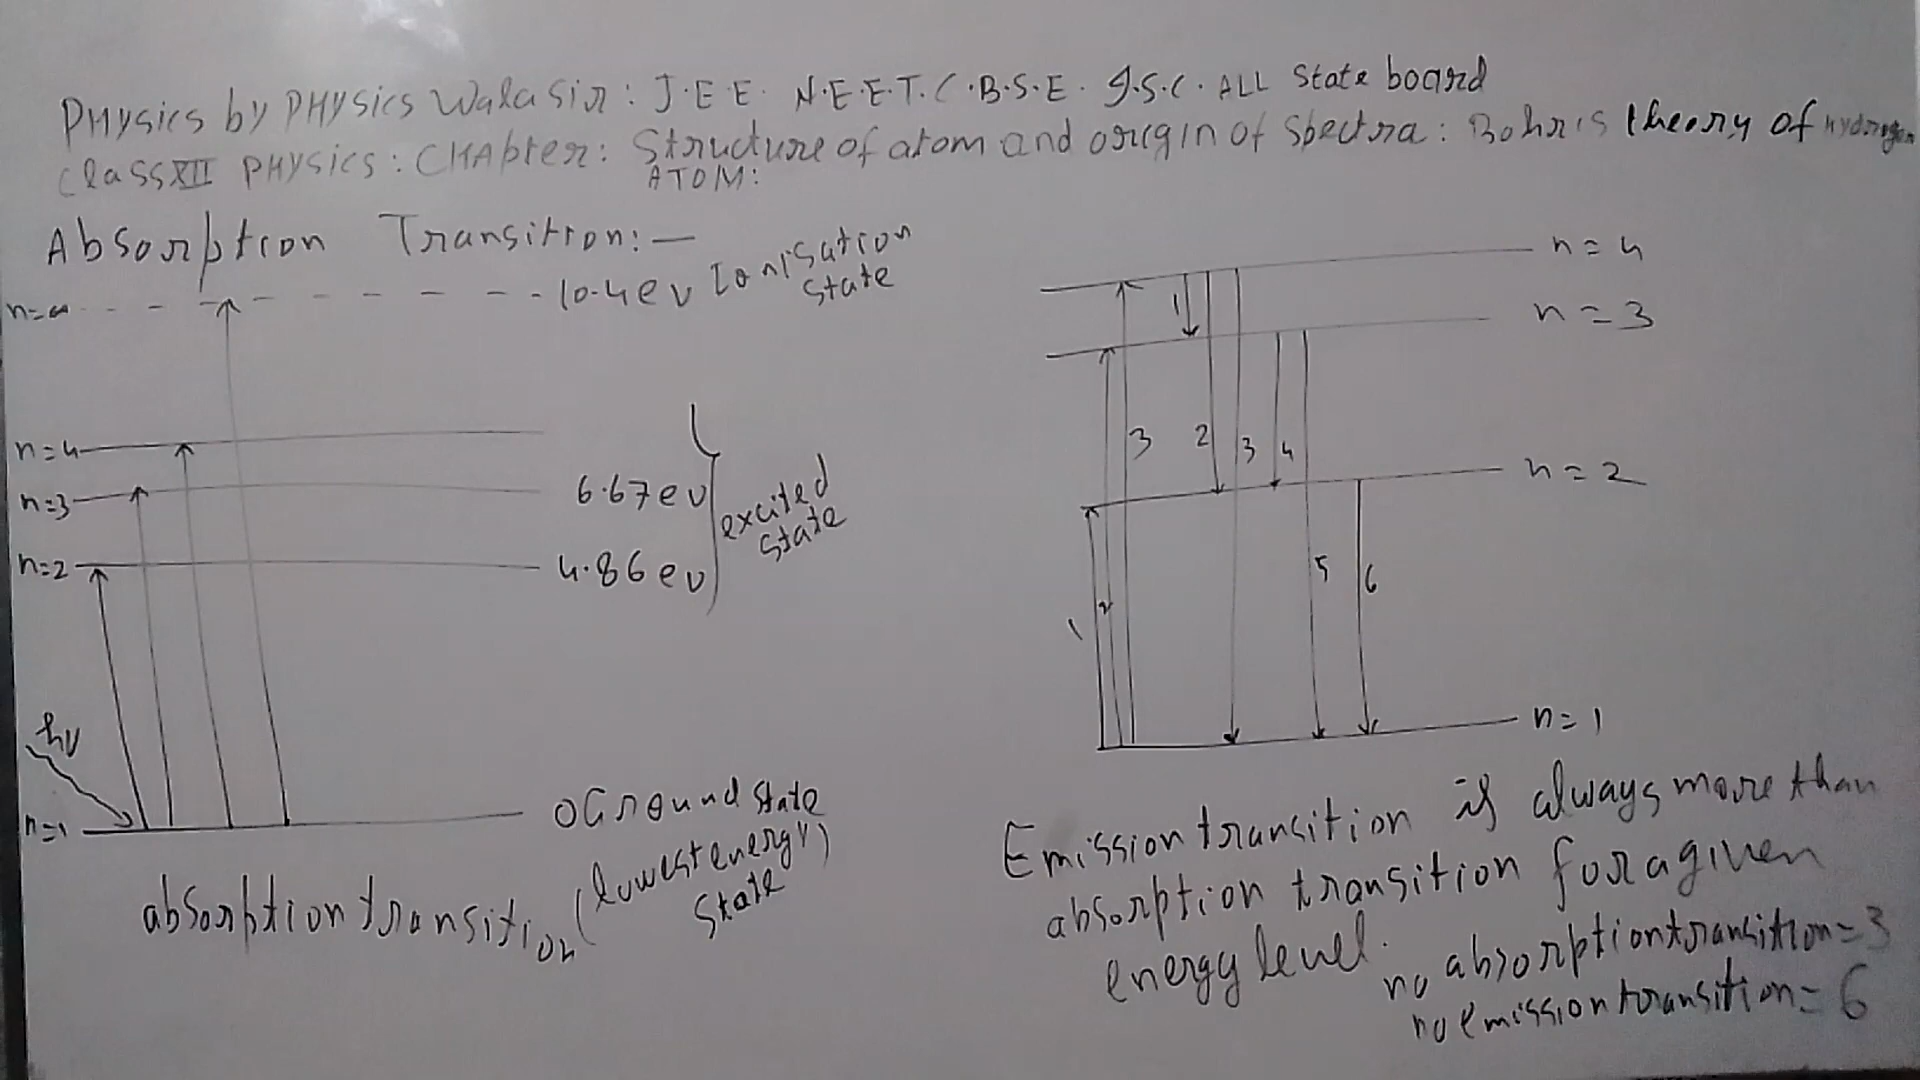 Physics by PHysics Walasir: J.E.E. N.E.E.T. C.B.S.E. I.S.C. ALL State board
Class XII PHysics: CHApter: Structure of atom and origin of Spectra: Bohr's theory of Hydrogen
ATOM:
Absorption Transition:-
n=∞ 10.4ev Ionisation
State
n=4
n=3 6.67ev
excited
State
n=2 4.86ev
hν
n=1 0 Ground State
(lowest energy)
State
absorption transition
n=4
n=3
n=2
n=1
1
2
3
1
2
3
4
5
6
Emission transition is always more than
absorption transition for a given
energy level.
no absorption transition=3
no emission transition=6